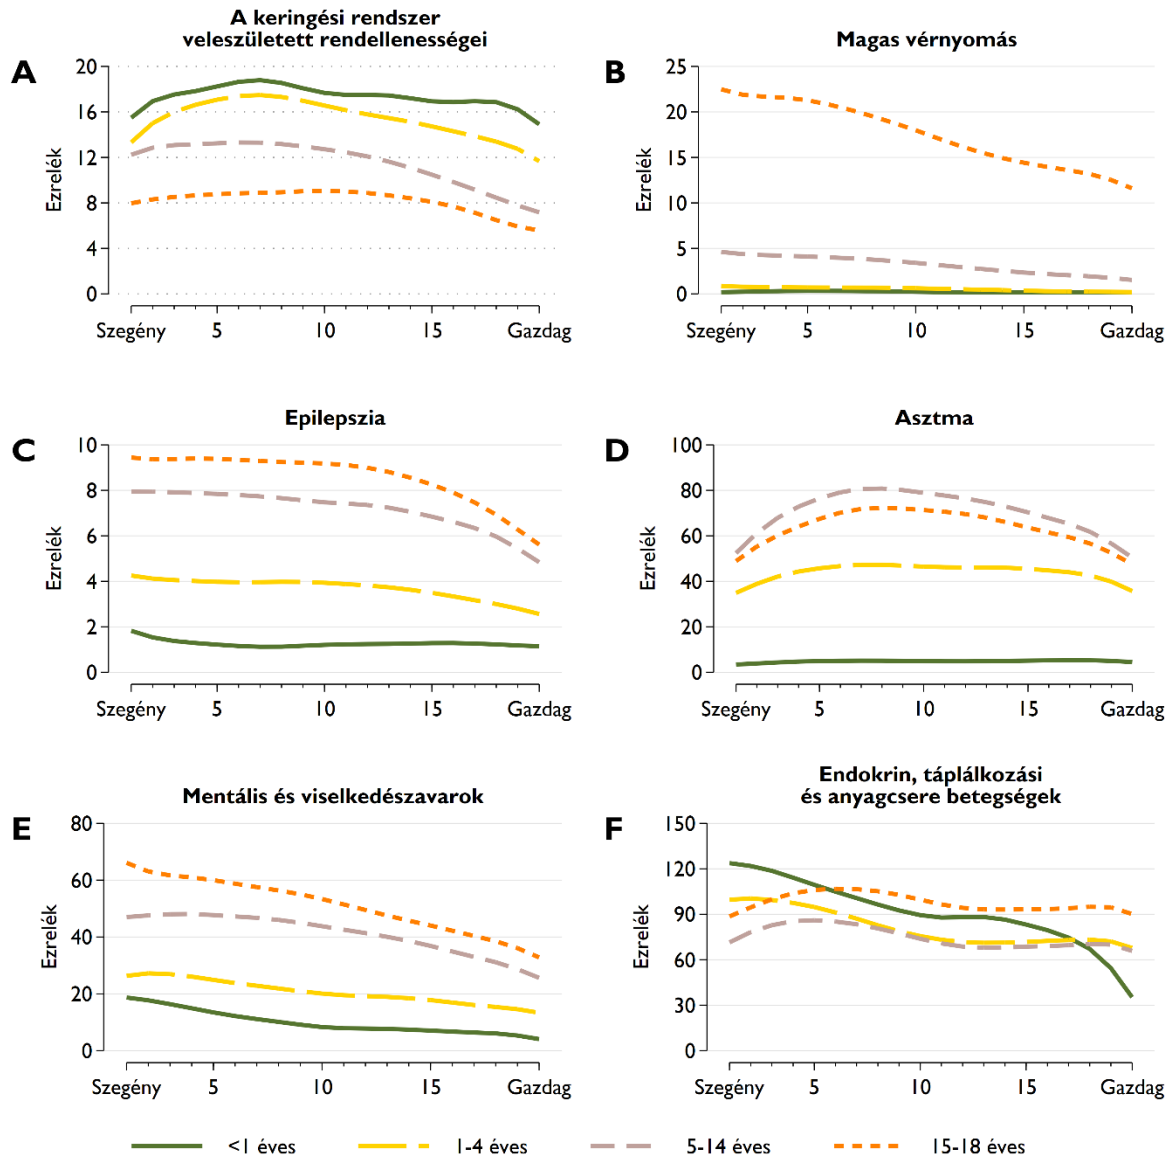 A keringési rendszer
veleszületett rendellenességei
A
Ezrelék
20
16
12
8
4
0
Szegény 5 10 15 Gazdag
Magas vérnyomás
B
Ezrelék
25
20
15
10
5
0
Szegény 5 10 15 Gazdag
Epilepszia
C
Ezrelék
10
8
6
4
2
0
Szegény 5 10 15 Gazdag
Asztma
D
Ezrelék
100
80
60
40
20
0
Szegény 5 10 15 Gazdag
Mentális és viselkedészavarok
E
Ezrelék
80
60
40
20
0
Szegény 5 10 15 Gazdag
Endokrin, táplálkozási
és anyagcsere betegségek
F
Ezrelék
150
120
90
60
30
0
Szegény 5 10 15 Gazdag
<1 éves 1-4 éves 5-14 éves 15-18 éves